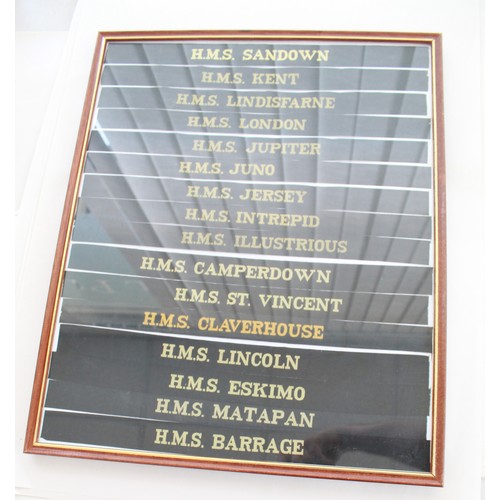 H.M.S. SANDOWN
H.M.S. KENT
H.M.S. LINDISFARNE
H.M.S. LONDON
H.M.S. JUPITER
H.M.S. JUNO
H.M.S. JERSEY
H.M.S. INTREPID
H.M.S. ILLUSTRIOUS
H.M.S. CAMPERDOWN
H.M.S. ST. VINCENT
H.M.S. CLAVERHOUSE
H.M.S. LINCOLN
H.M.S. ESKIMO
H.M.S. MATAPAN
H.M.S. BARRAGE